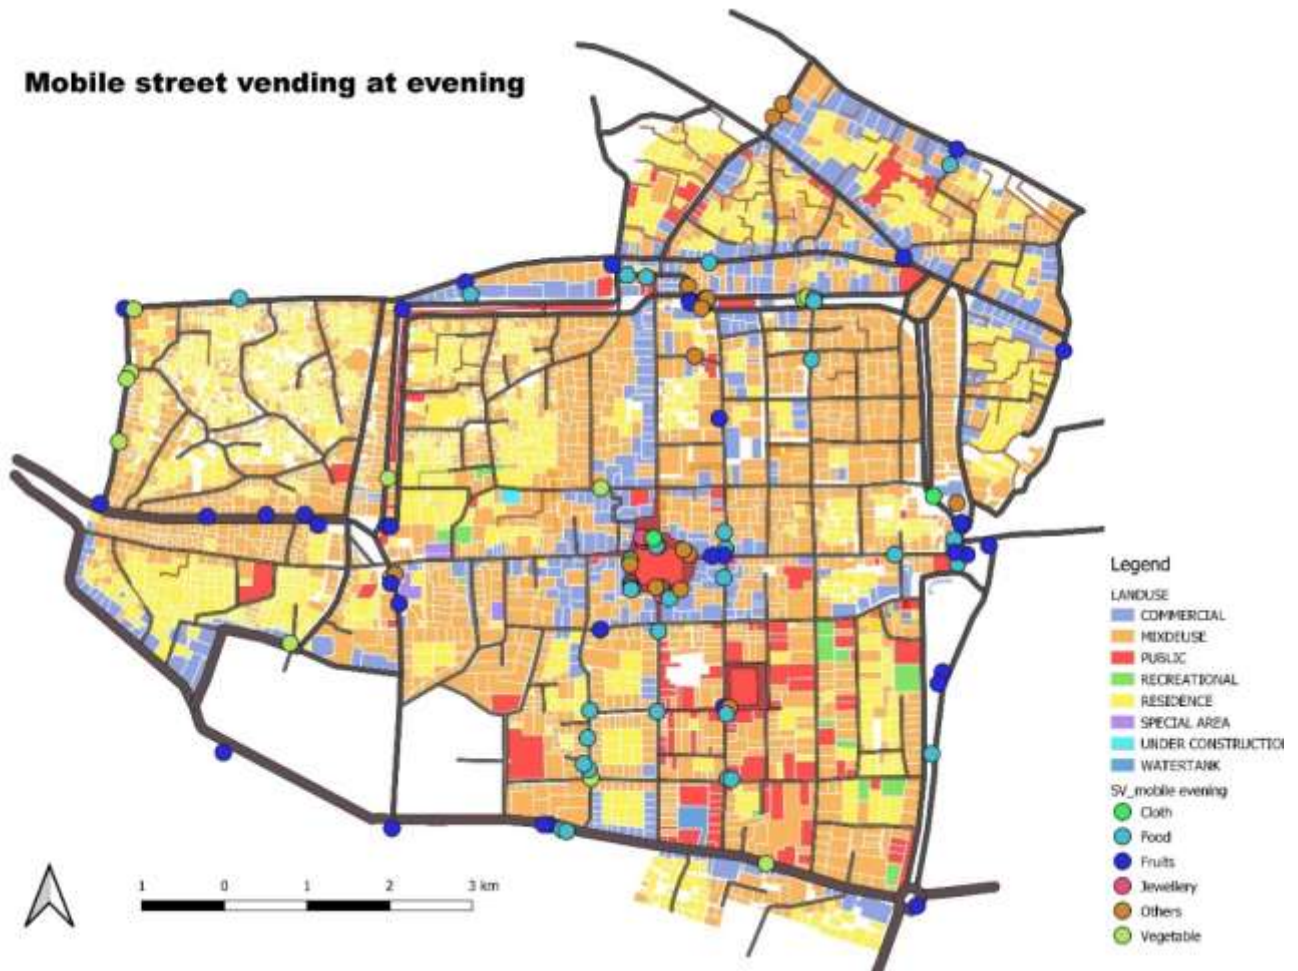 Mobile street vending at evening
Legend
LANDUSE
COMMERCIAL
MIXDEUSE
PUBLIC
RECREATIONAL
RESIDENCE
SPECIAL AREA
UNDER CONSTRUCTIO
WATERTANK
SV_mobile evening
Cloth
Food
Fruits
Jewellery
Others
Vegetable
1 0 1 2 3 km